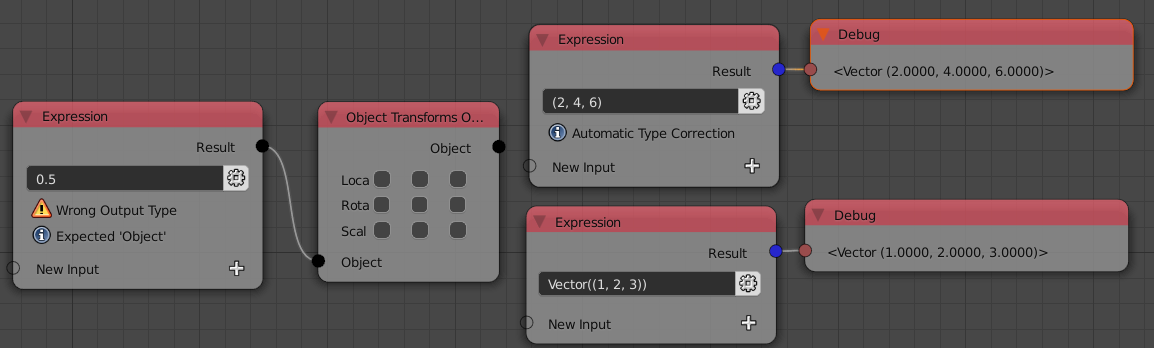 Expression
Result
0.5
Wrong Output Type
Expected 'Object'
New Input
Object Transforms O...
Object
Loca
Rota
Scal
Object
Expression
Result
(2, 4, 6)
Automatic Type Correction
New Input
Debug
<Vector (2.0000, 4.0000, 6.0000)>
Expression
Result
Vector((1, 2, 3))
New Input
Debug
<Vector (1.0000, 2.0000, 3.0000)>